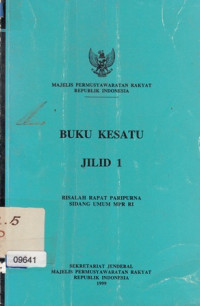 MAJELIS PERMUSYAWARATAN RAKYAT
REPUBLIK INDONESIA
BUKU KESATU
JILID 1
RISALAH RAPAT PARIPURNA
SIDANG UMUM MPR RI
.5
09641
SEKRETARIAT JENDERAL
MAJELIS PERMUSYAWARATAN RAKYAT
REPUBLIK INDONESIA
1999